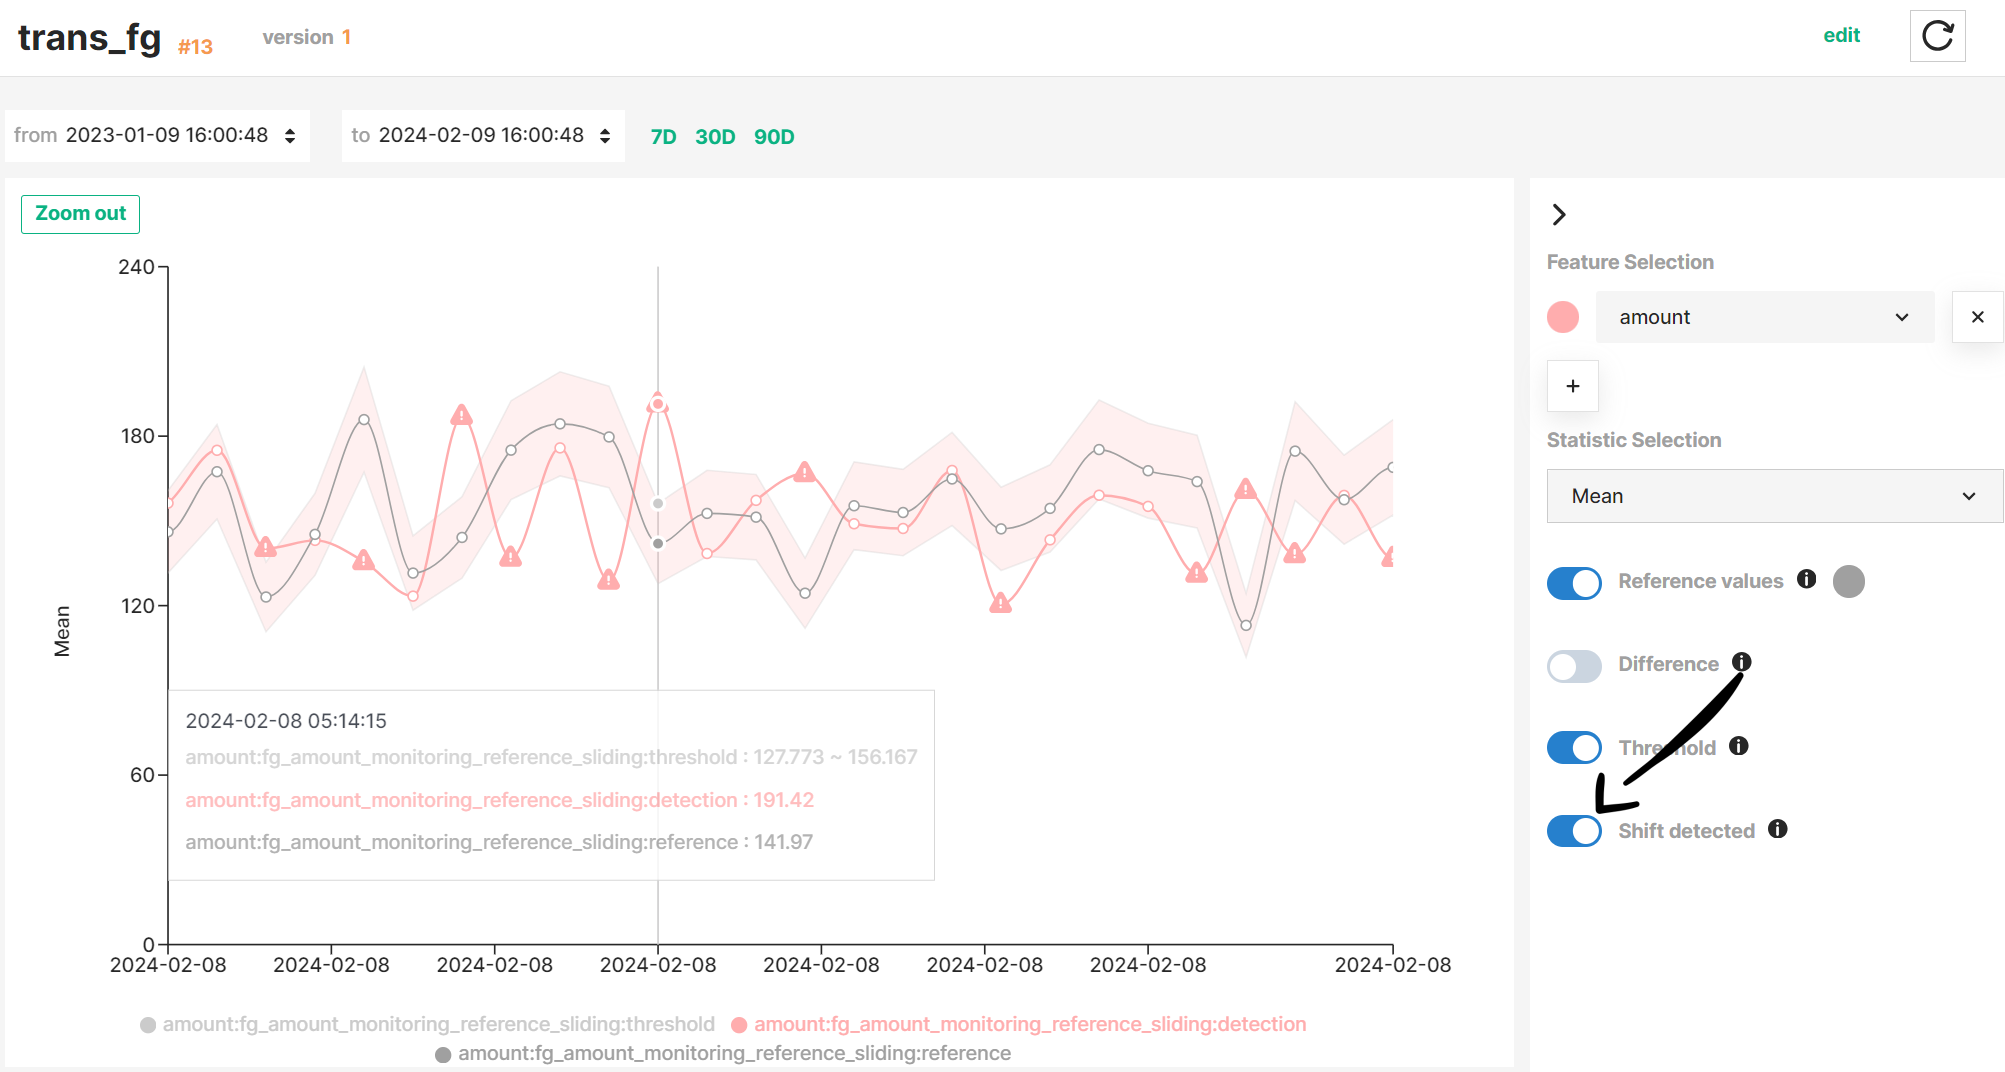 trans_fg #13 version 1 edit
from 2023-01-09 16:00:48 to 2024-02-09 16:00:48 7D 30D 90D
Zoom out
Feature Selection
amount
Statistic Selection
Mean
Reference values
Difference
Threshold
Shift detected
240
180
120
60
0
Mean
2024-02-08 05:14:15
amount:fg_amount_monitoring_reference_sliding:threshold : 127.773 ~ 156.167
amount:fg_amount_monitoring_reference_sliding:detection : 191.42
amount:fg_amount_monitoring_reference_sliding:reference : 141.97
2024-02-08 2024-02-08 2024-02-08 2024-02-08 2024-02-08 2024-02-08 2024-02-08 2024-02-08
amount:fg_amount_monitoring_reference_sliding:threshold amount:fg_amount_monitoring_reference_sliding:detection
amount:fg_amount_monitoring_reference_sliding:reference